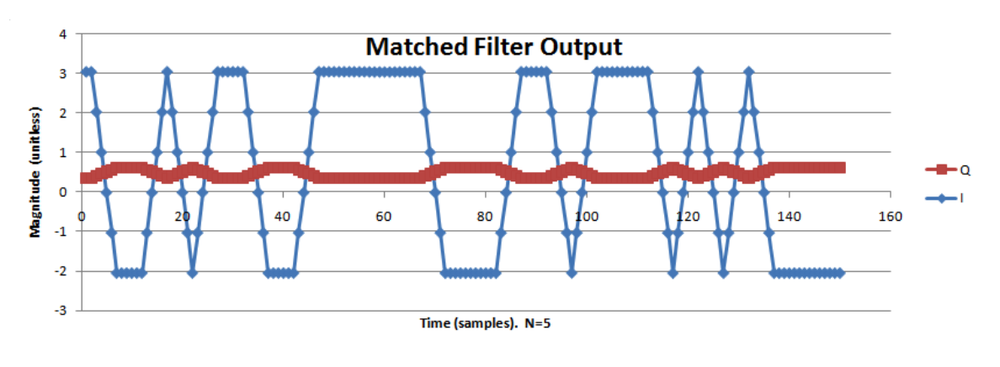 Matched Filter Output
4
3
2
1
0
-1
-2
-3
Magnitude (unitless)
0 20 40 60 80 100 120 140 160
Time (samples). N=5
Q
I